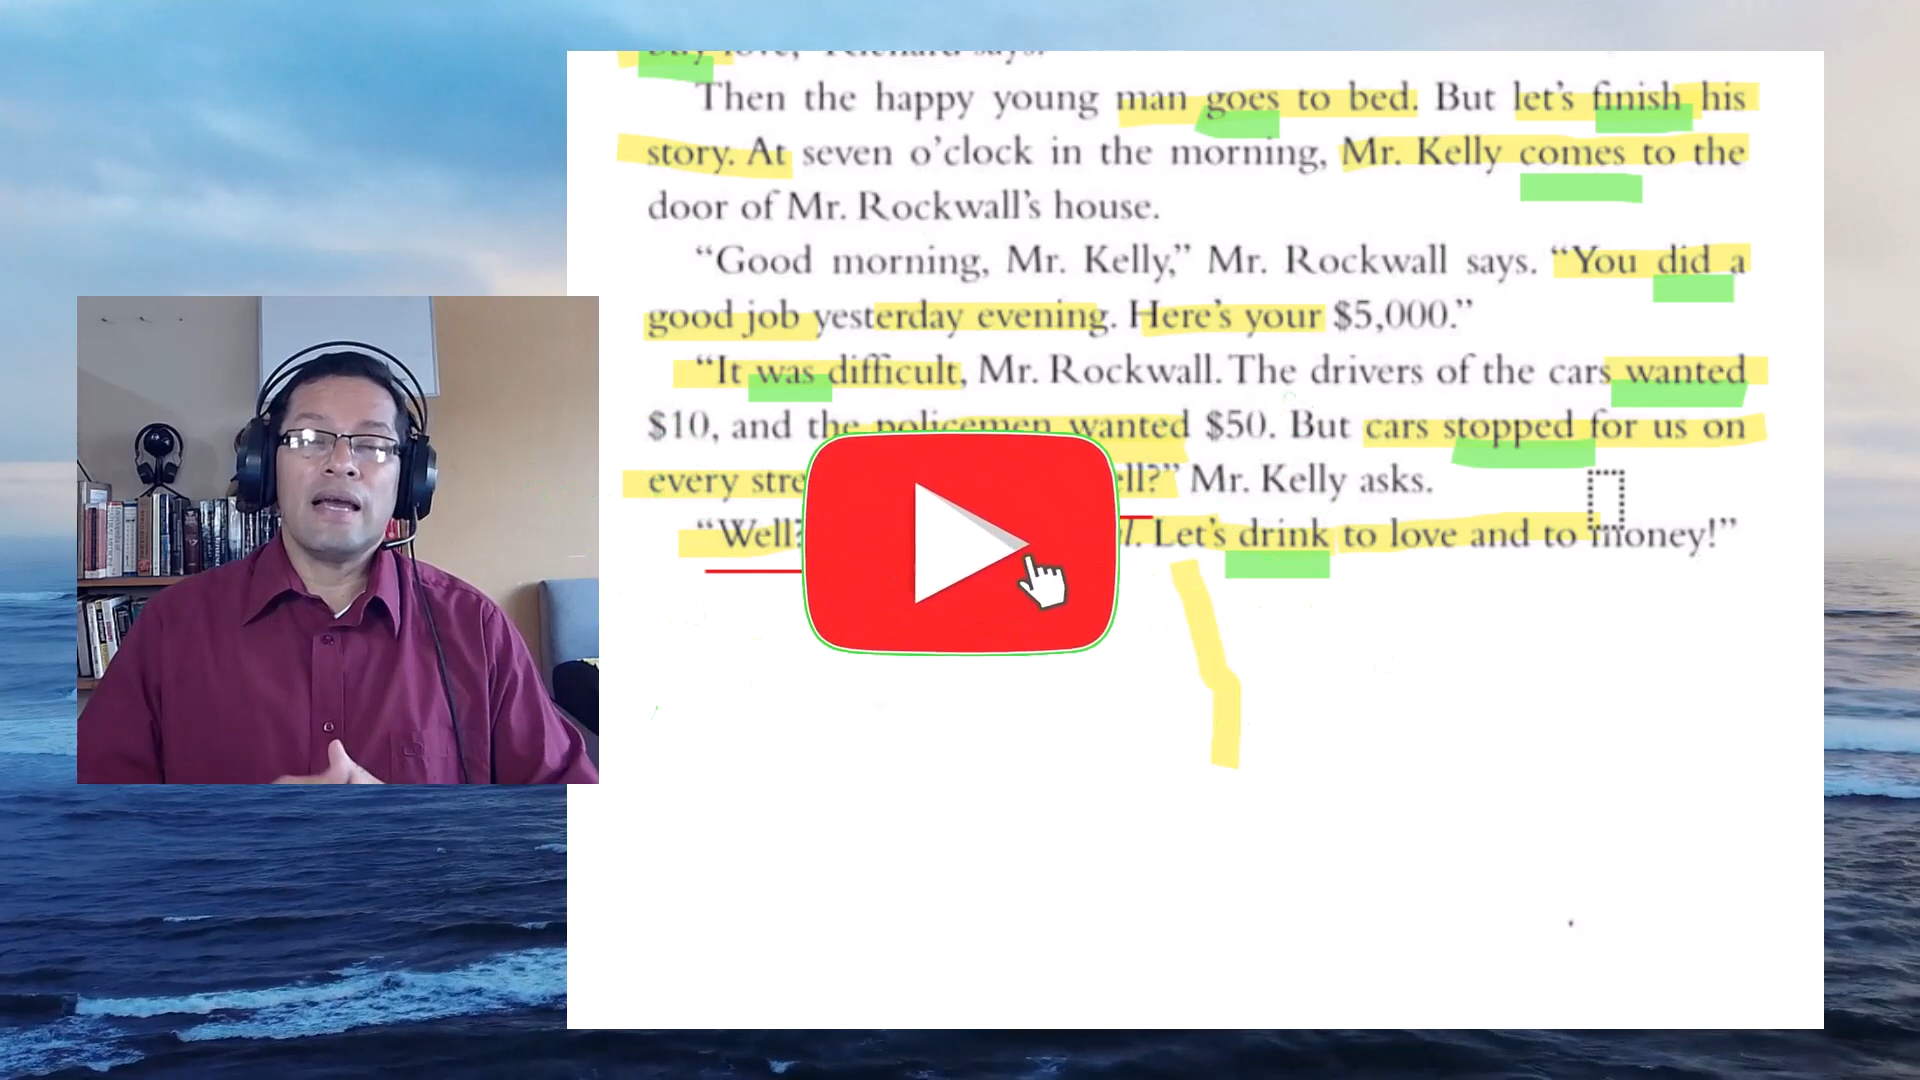 buy love," Richard says.
Then the happy young man goes to bed. But let's finish his
story. At seven o'clock in the morning, Mr. Kelly comes to the
door of Mr. Rockwall's house.
“Good morning, Mr. Kelly,” Mr. Rockwall says. “You did a
good job yesterday evening. Here's your $5,000.”
“It was difficult, Mr. Rockwall. The drivers of the cars wanted
$10, and the policemen wanted $50. But cars stopped for us on
every Mr. Kelly asks.
“Well? Let's drink to love and to money!”